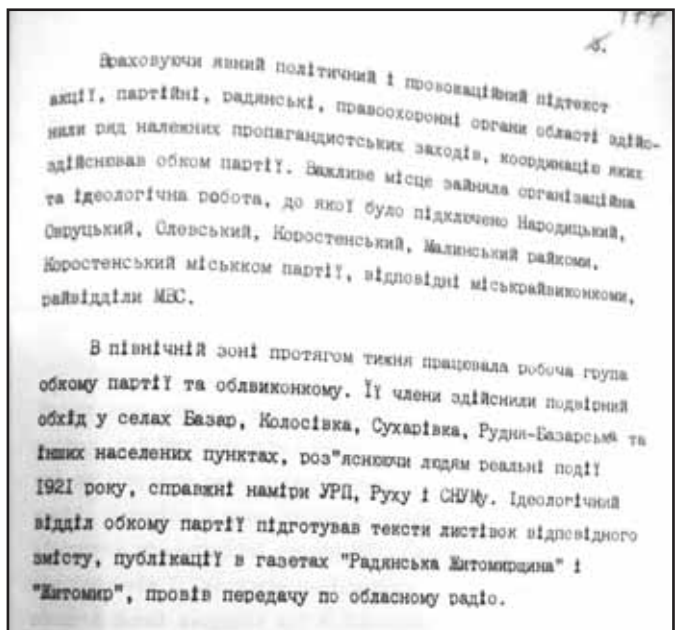 5.
Враховуючи явний політичний і провокаційний підтекст
акції, партійні, радянські, правоохоронні органи області здійс-
нили ряд належних пропагандистських заходів, координацію яких
здійснював обком партії. Важливе місце зайняла організаційна
та ідеологічна робота, до якої було підключено Народицький,
Овруцький, Олевський, Коростенський, Малинський райкоми,
Коростенський міськком партії, відповідні міськрайвиконкоми,
райвідділи МВС.
В північній зоні протягом тижня працювала робоча група
обкому партії та облвиконкому. Її члени здійснили подвірний
обхід у селах Базар, Колосівка, Сухарівка, Рудня-Базарська та
інших населених пунктах, роз"яснюючи людям реальні події
1921 року, справжні наміри УРП, Руху і СНУМу. Ідеологічний
відділ обкому партії підготував тексти листівок відповідного
змісту, публікації в газетах "Радянська Житомирщина" і
"Житомир", провів передачу по обласному радіо.